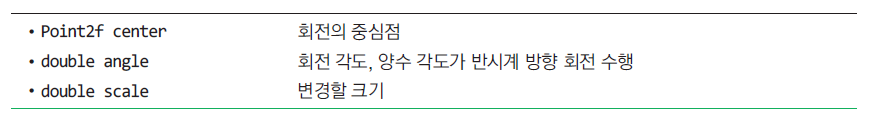 • Point2f center 회전의 중심점
• double angle 회전 각도, 양수 각도가 반시계 방향 회전 수행
• double scale 변경할 크기